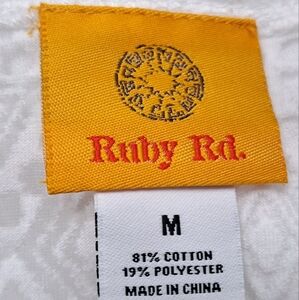 Ruby Rd.
M
81% COTTON
19% POLYESTER
MADE IN CHINA